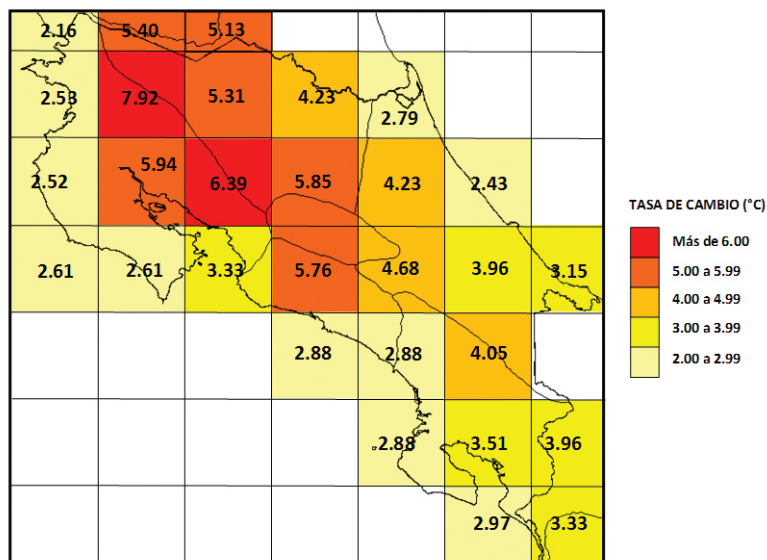 2.16 5.40 5.13
2.53 7.92 5.31 4.23 2.79
2.52 5.94 6.39 5.85 4.23 2.43
2.61 2.61 3.33 5.76 4.68 3.96 3.15
2.88 2.88 4.05
2.88 3.51 3.96
2.97 3.33
TASA DE CAMBIO (°C)
Más de 6.00
5.00 a 5.99
4.00 a 4.99
3.00 a 3.99
2.00 a 2.99